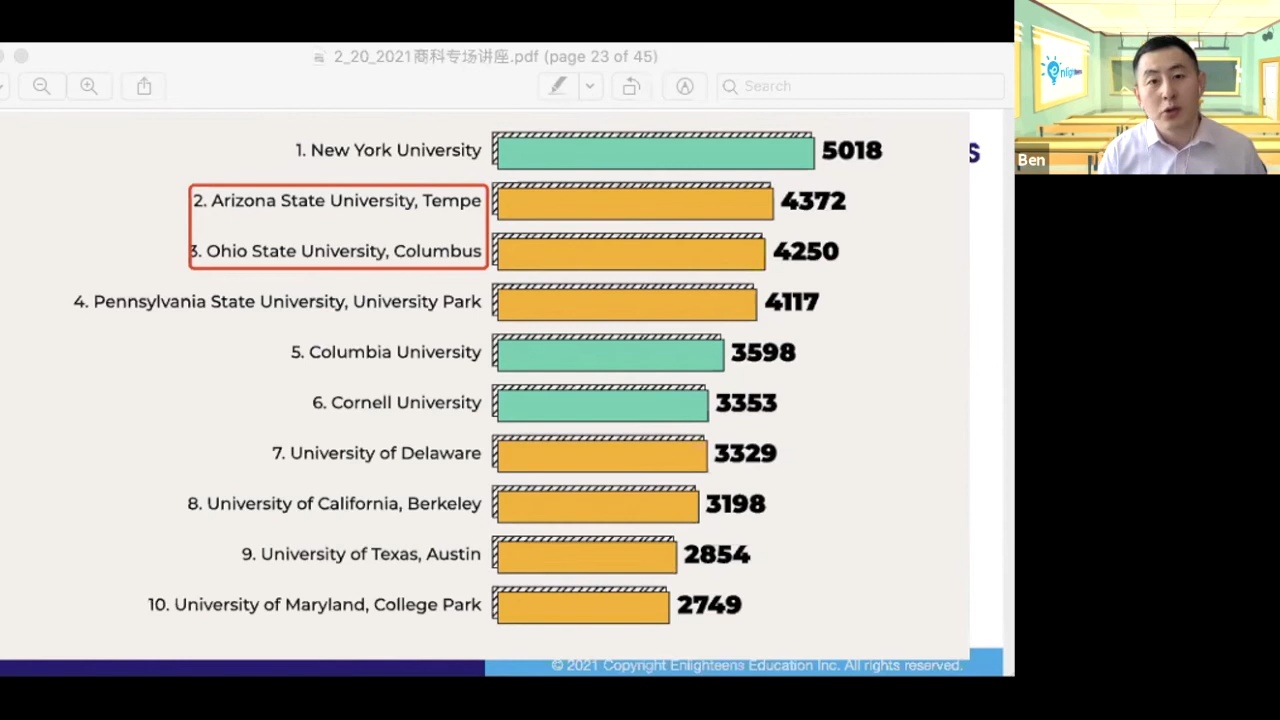 2_20_2021商科专场讲座.pdf (page 23 of 45)
Search
1. New York University 5018
S
2. Arizona State University, Tempe 4372
3. Ohio State University, Columbus 4250
4. Pennsylvania State University, University Park 4117
5. Columbia University 3598
6. Cornell University 3353
7. University of Delaware 3329
8. University of California, Berkeley 3198
9. University of Texas, Austin 2854
10. University of Maryland, College Park 2749
© 2021 Copyright Enlighteens Education Inc. All rights reserved.
Ben